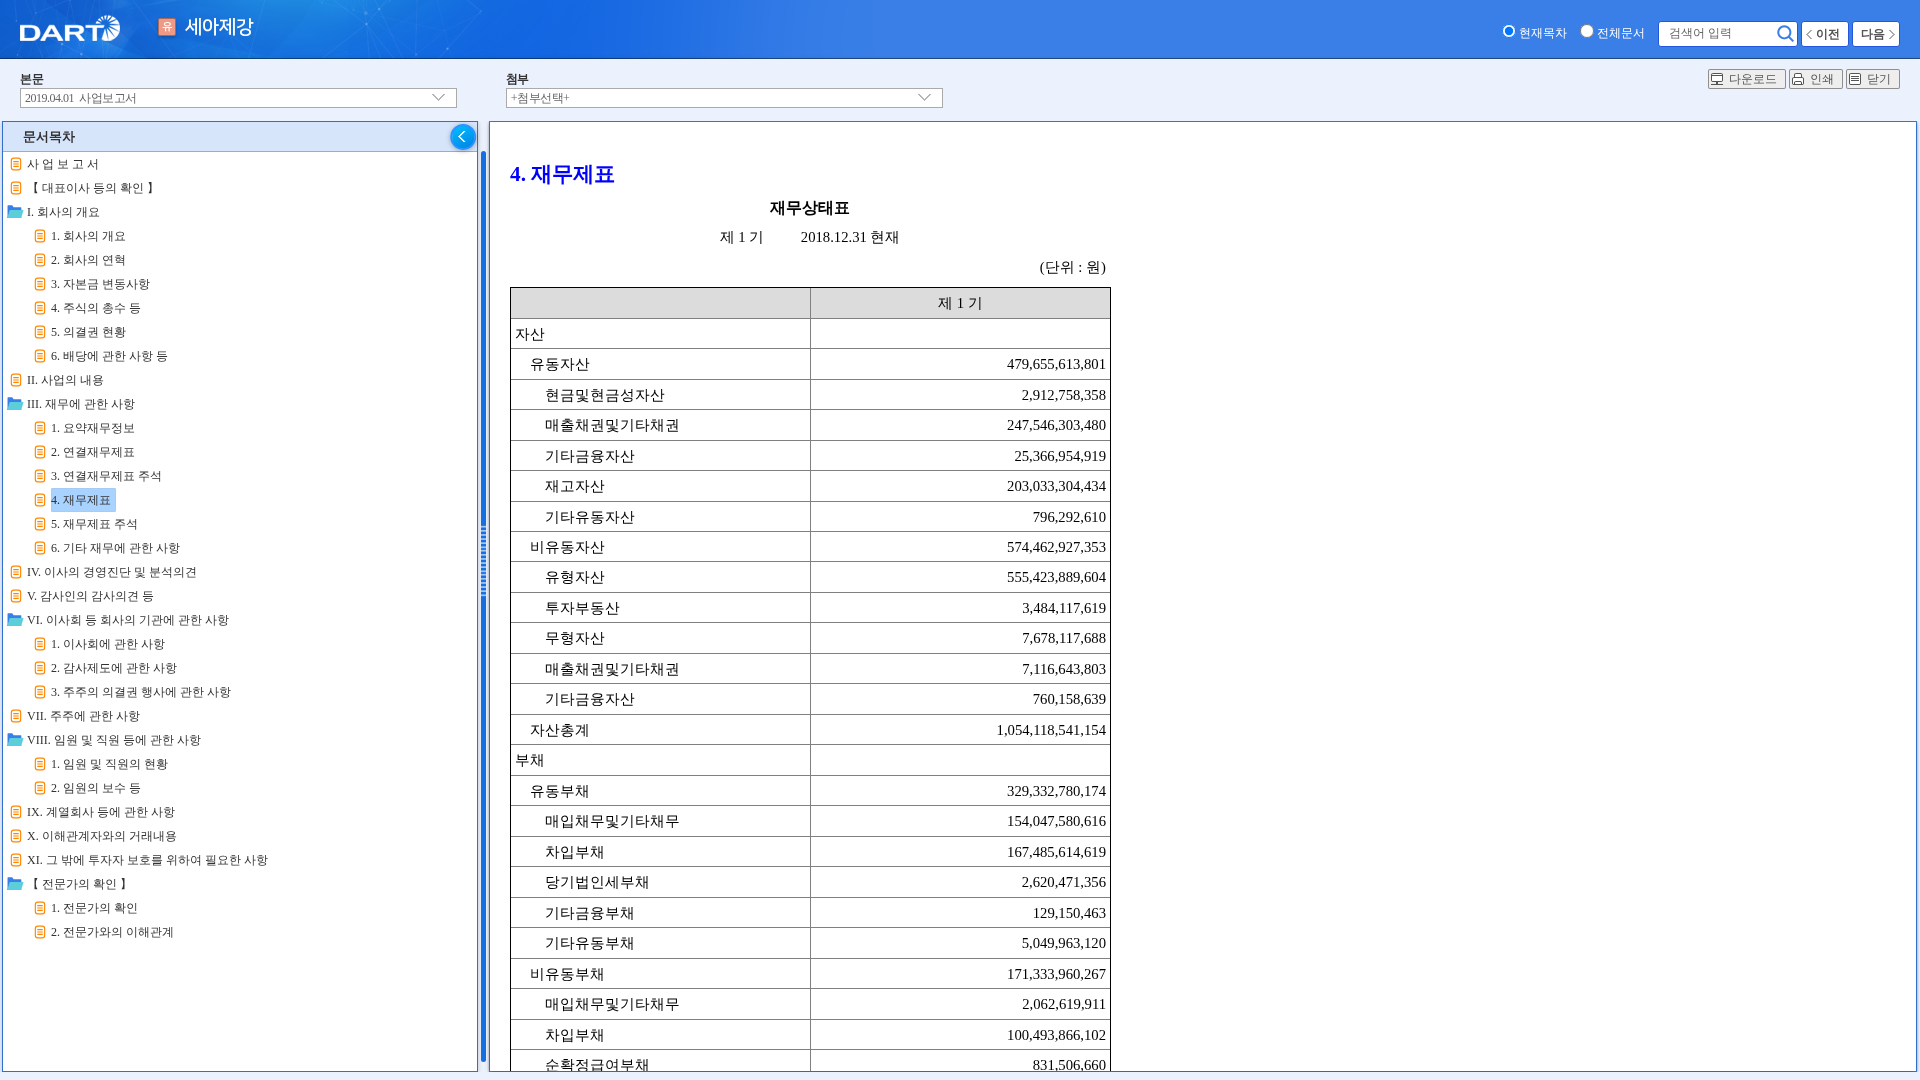 DART
유 세아제강
현재목차 전체문서 검색어 입력 이전 다음
본문
2019.04.01 사업보고서
첨부
+첨부선택+
다운로드 인쇄 닫기
문서목차
사 업 보 고 서
【 대표이사 등의 확인 】
I. 회사의 개요
1. 회사의 개요
2. 회사의 연혁
3. 자본금 변동사항
4. 주식의 총수 등
5. 의결권 현황
6. 배당에 관한 사항 등
II. 사업의 내용
III. 재무에 관한 사항
1. 요약재무정보
2. 연결재무제표
3. 연결재무제표 주석
4. 재무제표
5. 재무제표 주석
6. 기타 재무에 관한 사항
IV. 이사의 경영진단 및 분석의견
V. 감사인의 감사의견 등
VI. 이사회 등 회사의 기관에 관한 사항
1. 이사회에 관한 사항
2. 감사제도에 관한 사항
3. 주주의 의결권 행사에 관한 사항
VII. 주주에 관한 사항
VIII. 임원 및 직원 등에 관한 사항
1. 임원 및 직원의 현황
2. 임원의 보수 등
IX. 계열회사 등에 관한 사항
X. 이해관계자와의 거래내용
XI. 그 밖에 투자자 보호를 위하여 필요한 사항
【 전문가의 확인 】
1. 전문가의 확인
2. 전문가와의 이해관계
4. 재무제표
재무상태표
제 1 기 2018.12.31 현재
(단위 : 원)
제 1 기
자산
유동자산 479,655,613,801
현금및현금성자산 2,912,758,358
매출채권및기타채권 247,546,303,480
기타금융자산 25,366,954,919
재고자산 203,033,304,434
기타유동자산 796,292,610
비유동자산 574,462,927,353
유형자산 555,423,889,604
투자부동산 3,484,117,619
무형자산 7,678,117,688
매출채권및기타채권 7,116,643,803
기타금융자산 760,158,639
자산총계 1,054,118,541,154
부채
유동부채 329,332,780,174
매입채무및기타채무 154,047,580,616
차입부채 167,485,614,619
당기법인세부채 2,620,471,356
기타금융부채 129,150,463
기타유동부채 5,049,963,120
비유동부채 171,333,960,267
매입채무및기타채무 2,062,619,911
차입부채 100,493,866,102
순확정급여부채 831,506,660